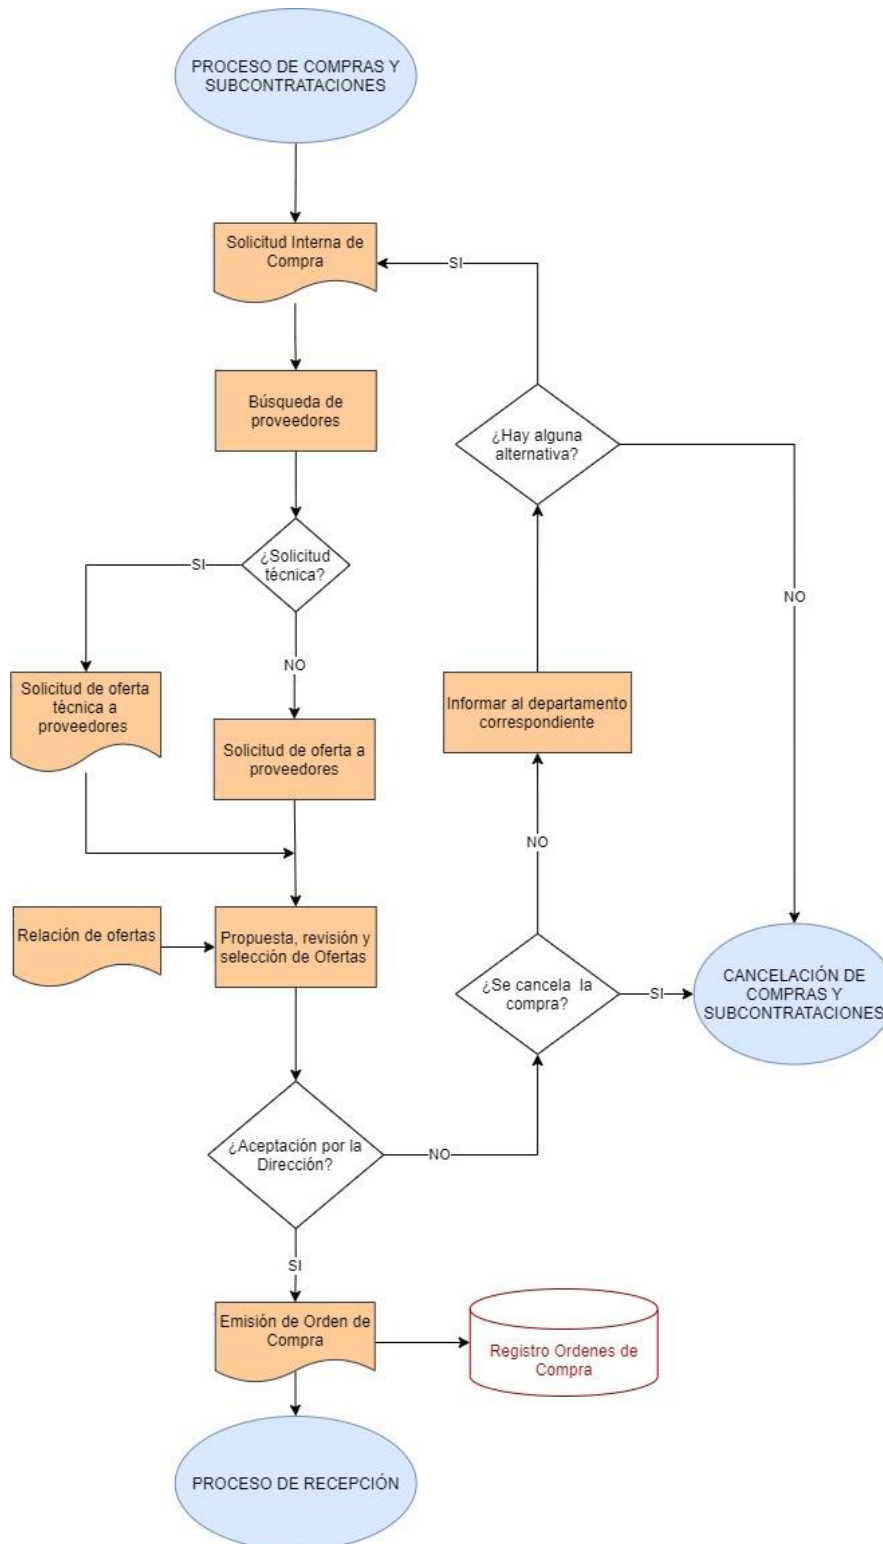 PROCESO DE COMPRAS Y
SUBCONTRATACIONES
Solicitud Interna de
Compra
SI
Búsqueda de
proveedores
¿Hay alguna
alternativa?
¿Solicitud
técnica?
SI
NO
NO
Solicitud de oferta
técnica a
proveedores
Informar al departamento
correspondiente
Solicitud de oferta a
proveedores
NO
Relación de ofertas
Propuesta, revisión y
selección de Ofertas
¿Se cancela  la
compra?
SI
CANCELACIÓN DE
COMPRAS Y
SUBCONTRATACIONES
¿Aceptación por la
Dirección?
NO
SI
Emisión de Orden de
Compra
Registro Ordenes de
Compra
PROCESO DE RECEPCIÓN